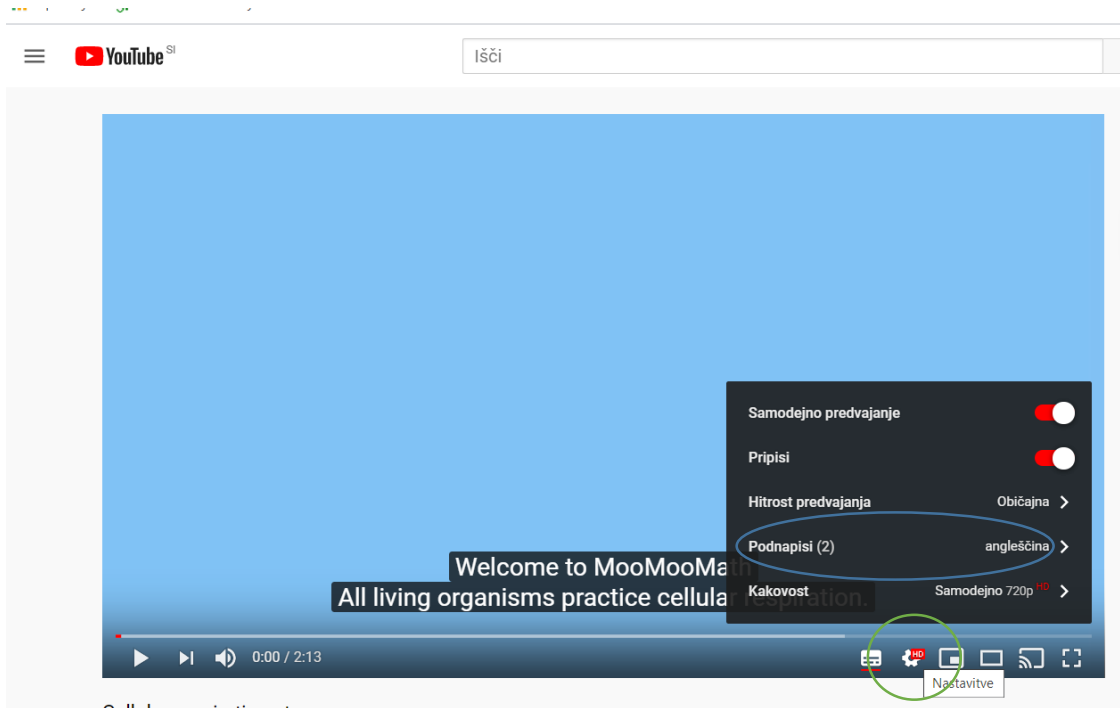 YouTube SI
Išči
Samodejno predvajanje
Pripisi
Hitrost predvajanja Običajna
Podnapisi (2) angleščina
Kakovost Samodejno 720p HD
Welcome to MooMooMath
All living organisms practice cellular respiration.
0:00 / 2:13
HD
Nastavitve